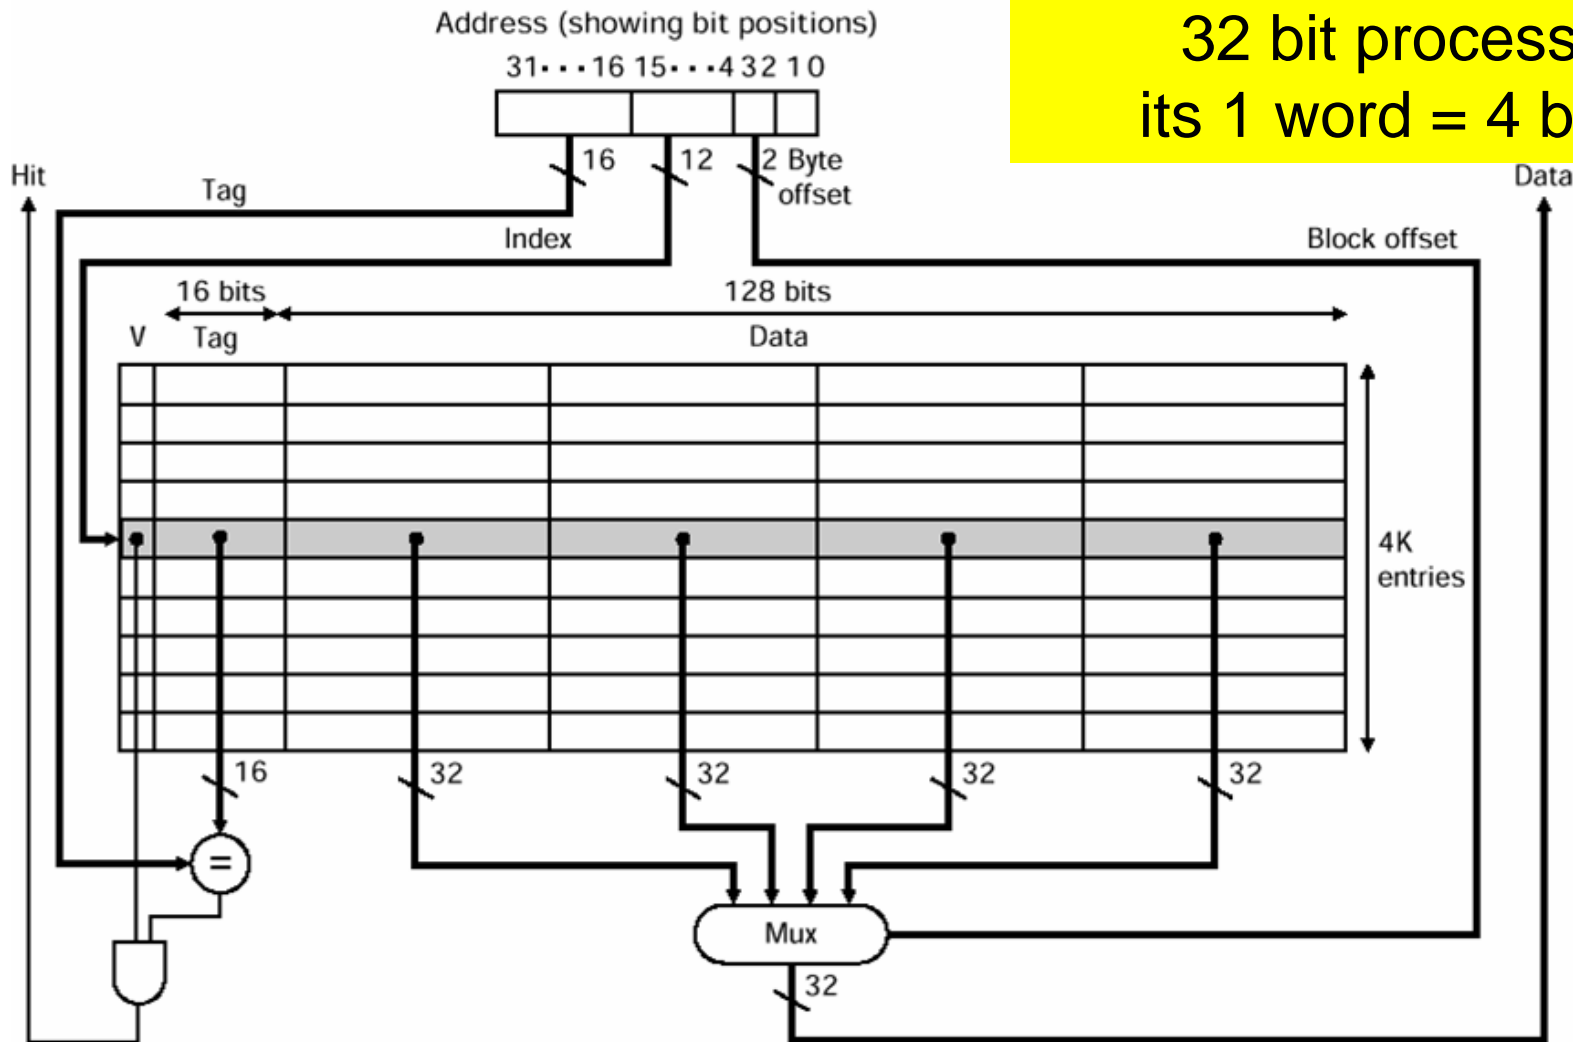 Address (showing bit positions)
31···16 15···4 3 2 1 0
32 bit process
its 1 word = 4 b
16
12
2
Byte
offset
Hit
Data
Tag
Index
Block offset
16 bits
128 bits
V
Tag
Data
4K
entries
16
32
32
32
32
=
Mux
32